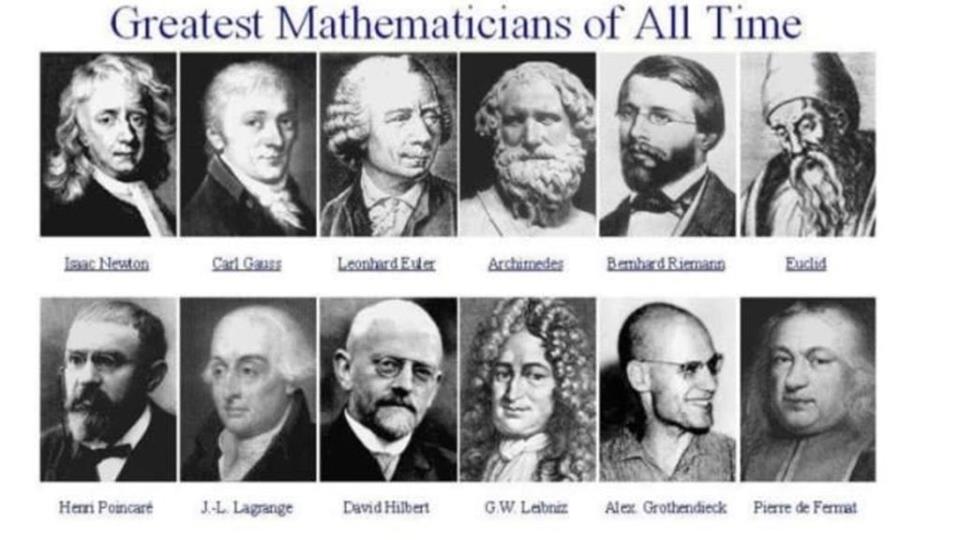 Greatest Mathematicians of All Time
Isaac Newton Carl Gauss Leonhard Euler Archimedes Bernhard Riemann Euclid
Henri Poincaré J.-L. Lagrange David Hilbert G.W. Leibniz Alex. Grothendieck Pierre de Fermat